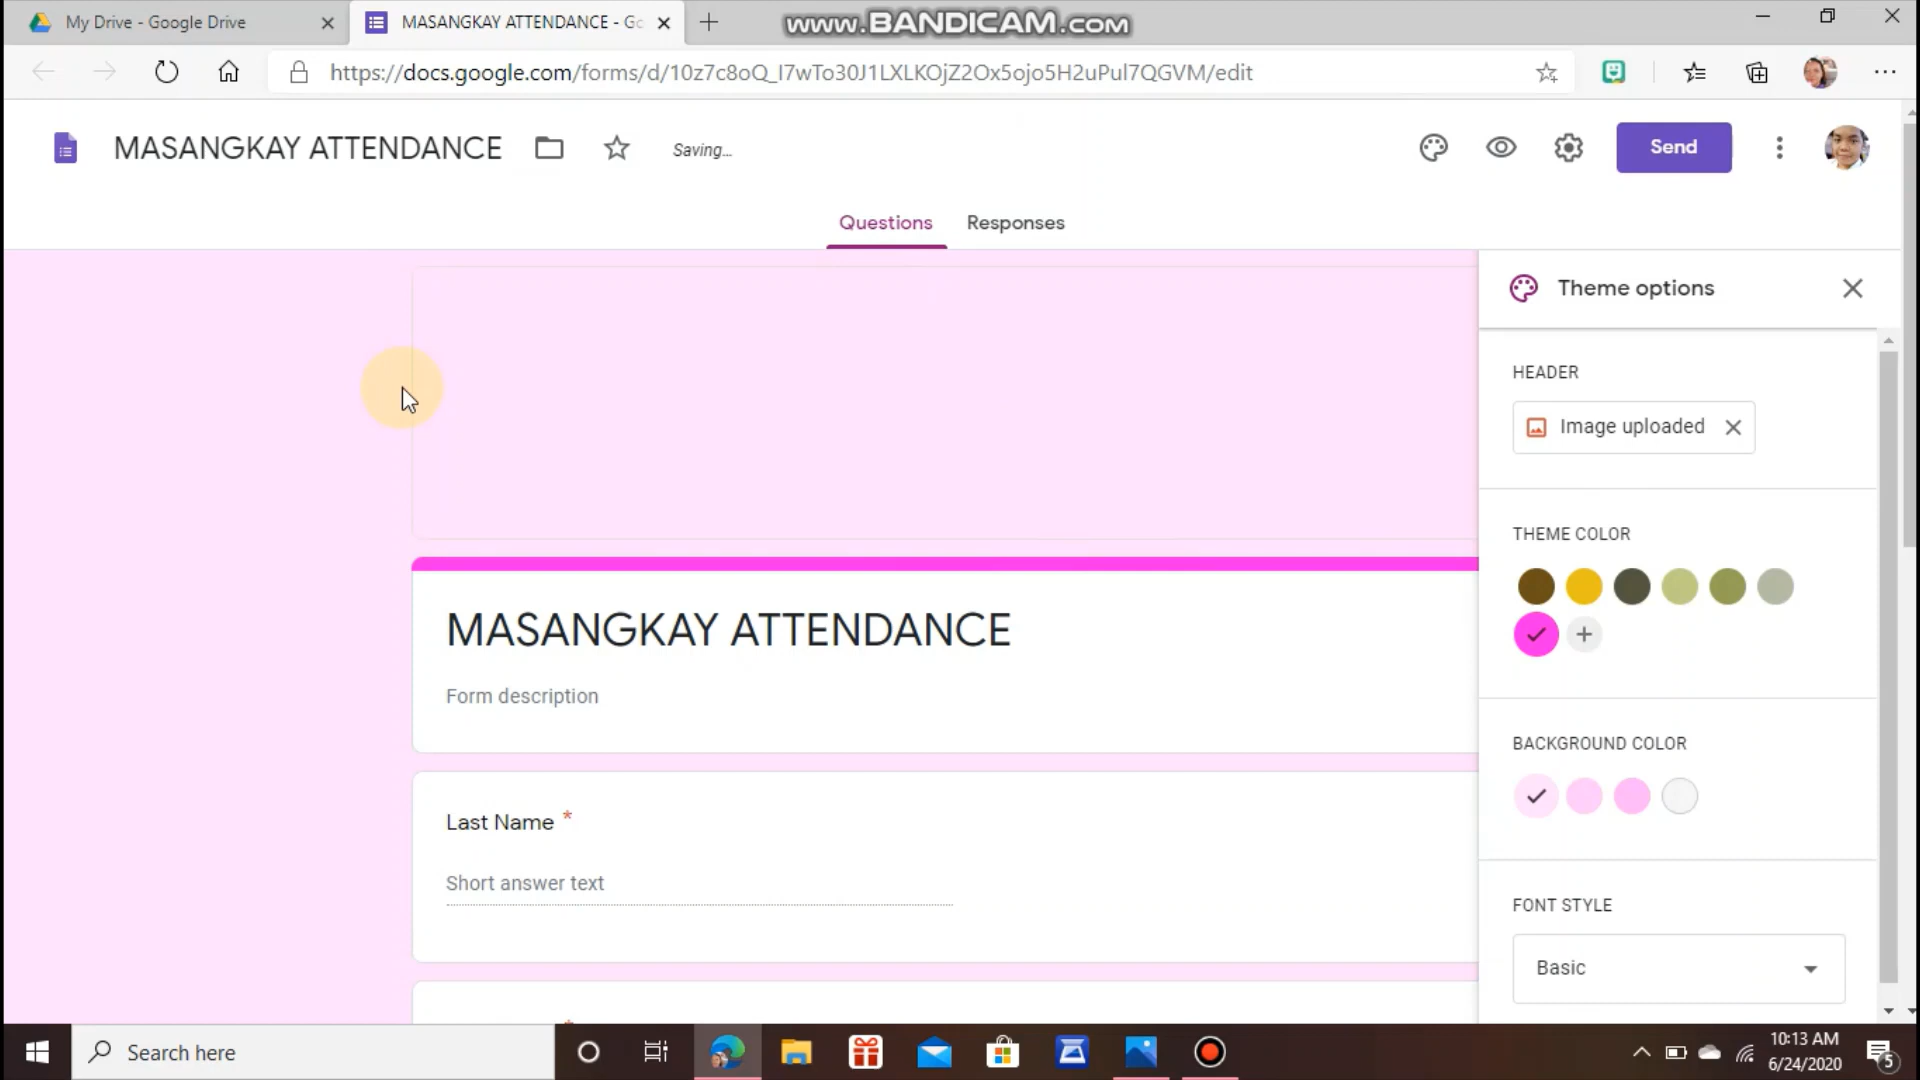 My Drive - Google Drive
MASANGKAY ATTENDANCE - Go
www.BANDICAM.com
https://docs.google.com/forms/d/10z7c8oQ_I7wTo30J1LXLKOjZ2Ox5ojo5H2uPul7QGVM/edit
MASANGKAY ATTENDANCE
Saving...
Send
Questions
Responses
Theme options
HEADER
Image uploaded
THEME COLOR
MASANGKAY ATTENDANCE
Form description
BACKGROUND COLOR
Last Name *
Short answer text
FONT STYLE
Basic
Search here
10:13 AM
6/24/2020
5